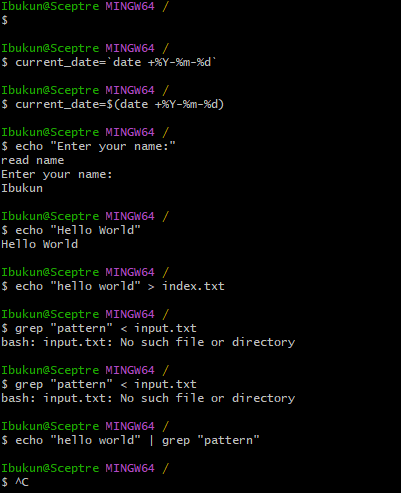 Ibukun@Sceptre MINGW64 /
$
Ibukun@Sceptre MINGW64 /
$ current_date=`date +%Y-%m-%d`
Ibukun@Sceptre MINGW64 /
$ current_date=$(date +%Y-%m-%d)
Ibukun@Sceptre MINGW64 /
$ echo "Enter your name:"
read name
Enter your name:
Ibukun
Ibukun@Sceptre MINGW64 /
$ echo "Hello World"
Hello World
Ibukun@Sceptre MINGW64 /
$ echo "hello world" > index.txt
Ibukun@Sceptre MINGW64 /
$ grep "pattern" < input.txt
bash: input.txt: No such file or directory
Ibukun@Sceptre MINGW64 /
$ grep "pattern" < input.txt
bash: input.txt: No such file or directory
Ibukun@Sceptre MINGW64 /
$ echo "hello world" | grep "pattern"
Ibukun@Sceptre MINGW64 /
$ ^C